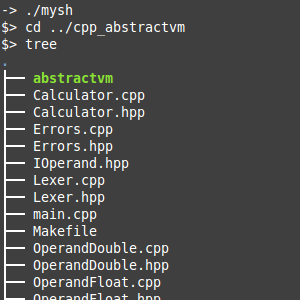 -> ./mysh
$> cd ../cpp_abstractvm
$> tree
.
├── abstractvm
├── Calculator.cpp
├── Calculator.hpp
├── Errors.cpp
├── Errors.hpp
├── IOperand.hpp
├── Lexer.cpp
├── Lexer.hpp
├── main.cpp
├── Makefile
├── OperandDouble.cpp
├── OperandDouble.hpp
├── OperandFloat.cpp
├── OperandFloat.hpp